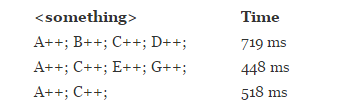 <something> Time
A++; B++; C++; D++; 719 ms
A++; C++; E++; G++; 448 ms
A++; C++; 518 ms